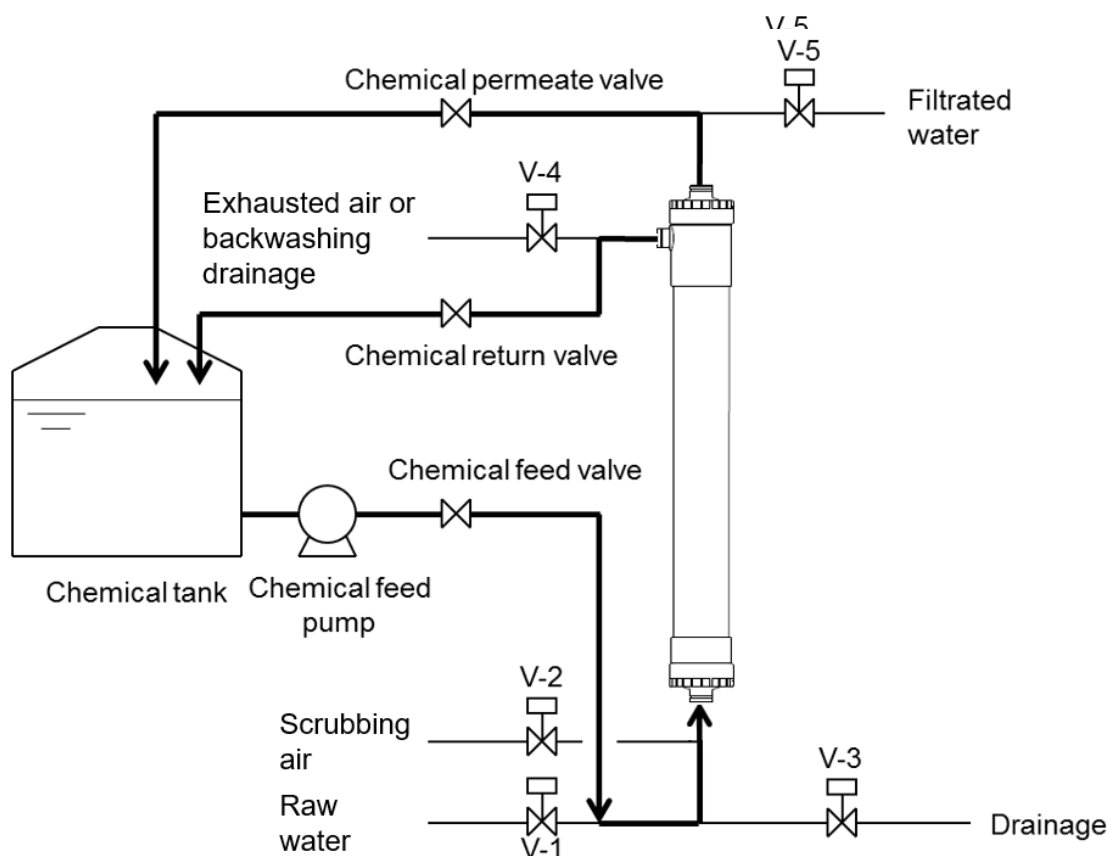 V-5
V-5
Chemical permeate valve
Filtrated
water
V-4
Exhausted air or
backwashing
drainage
Chemical return valve
Chemical feed valve
Chemical tank
Chemical feed
pump
V-2
Scrubbing
air
V-3
Raw
water
V-1
Drainage